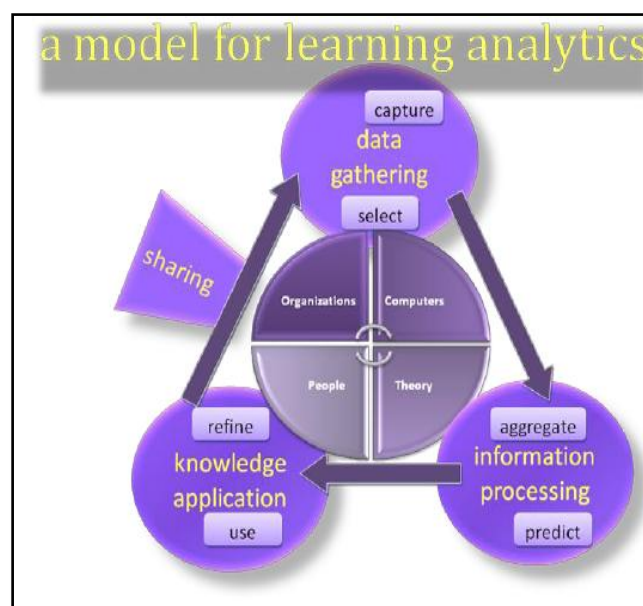 a model for learning analytics
capture
data
gathering
select
sharing
Organizations
Computers
People
Theory
refine
knowledge
application
use
aggregate
information
processing
predict